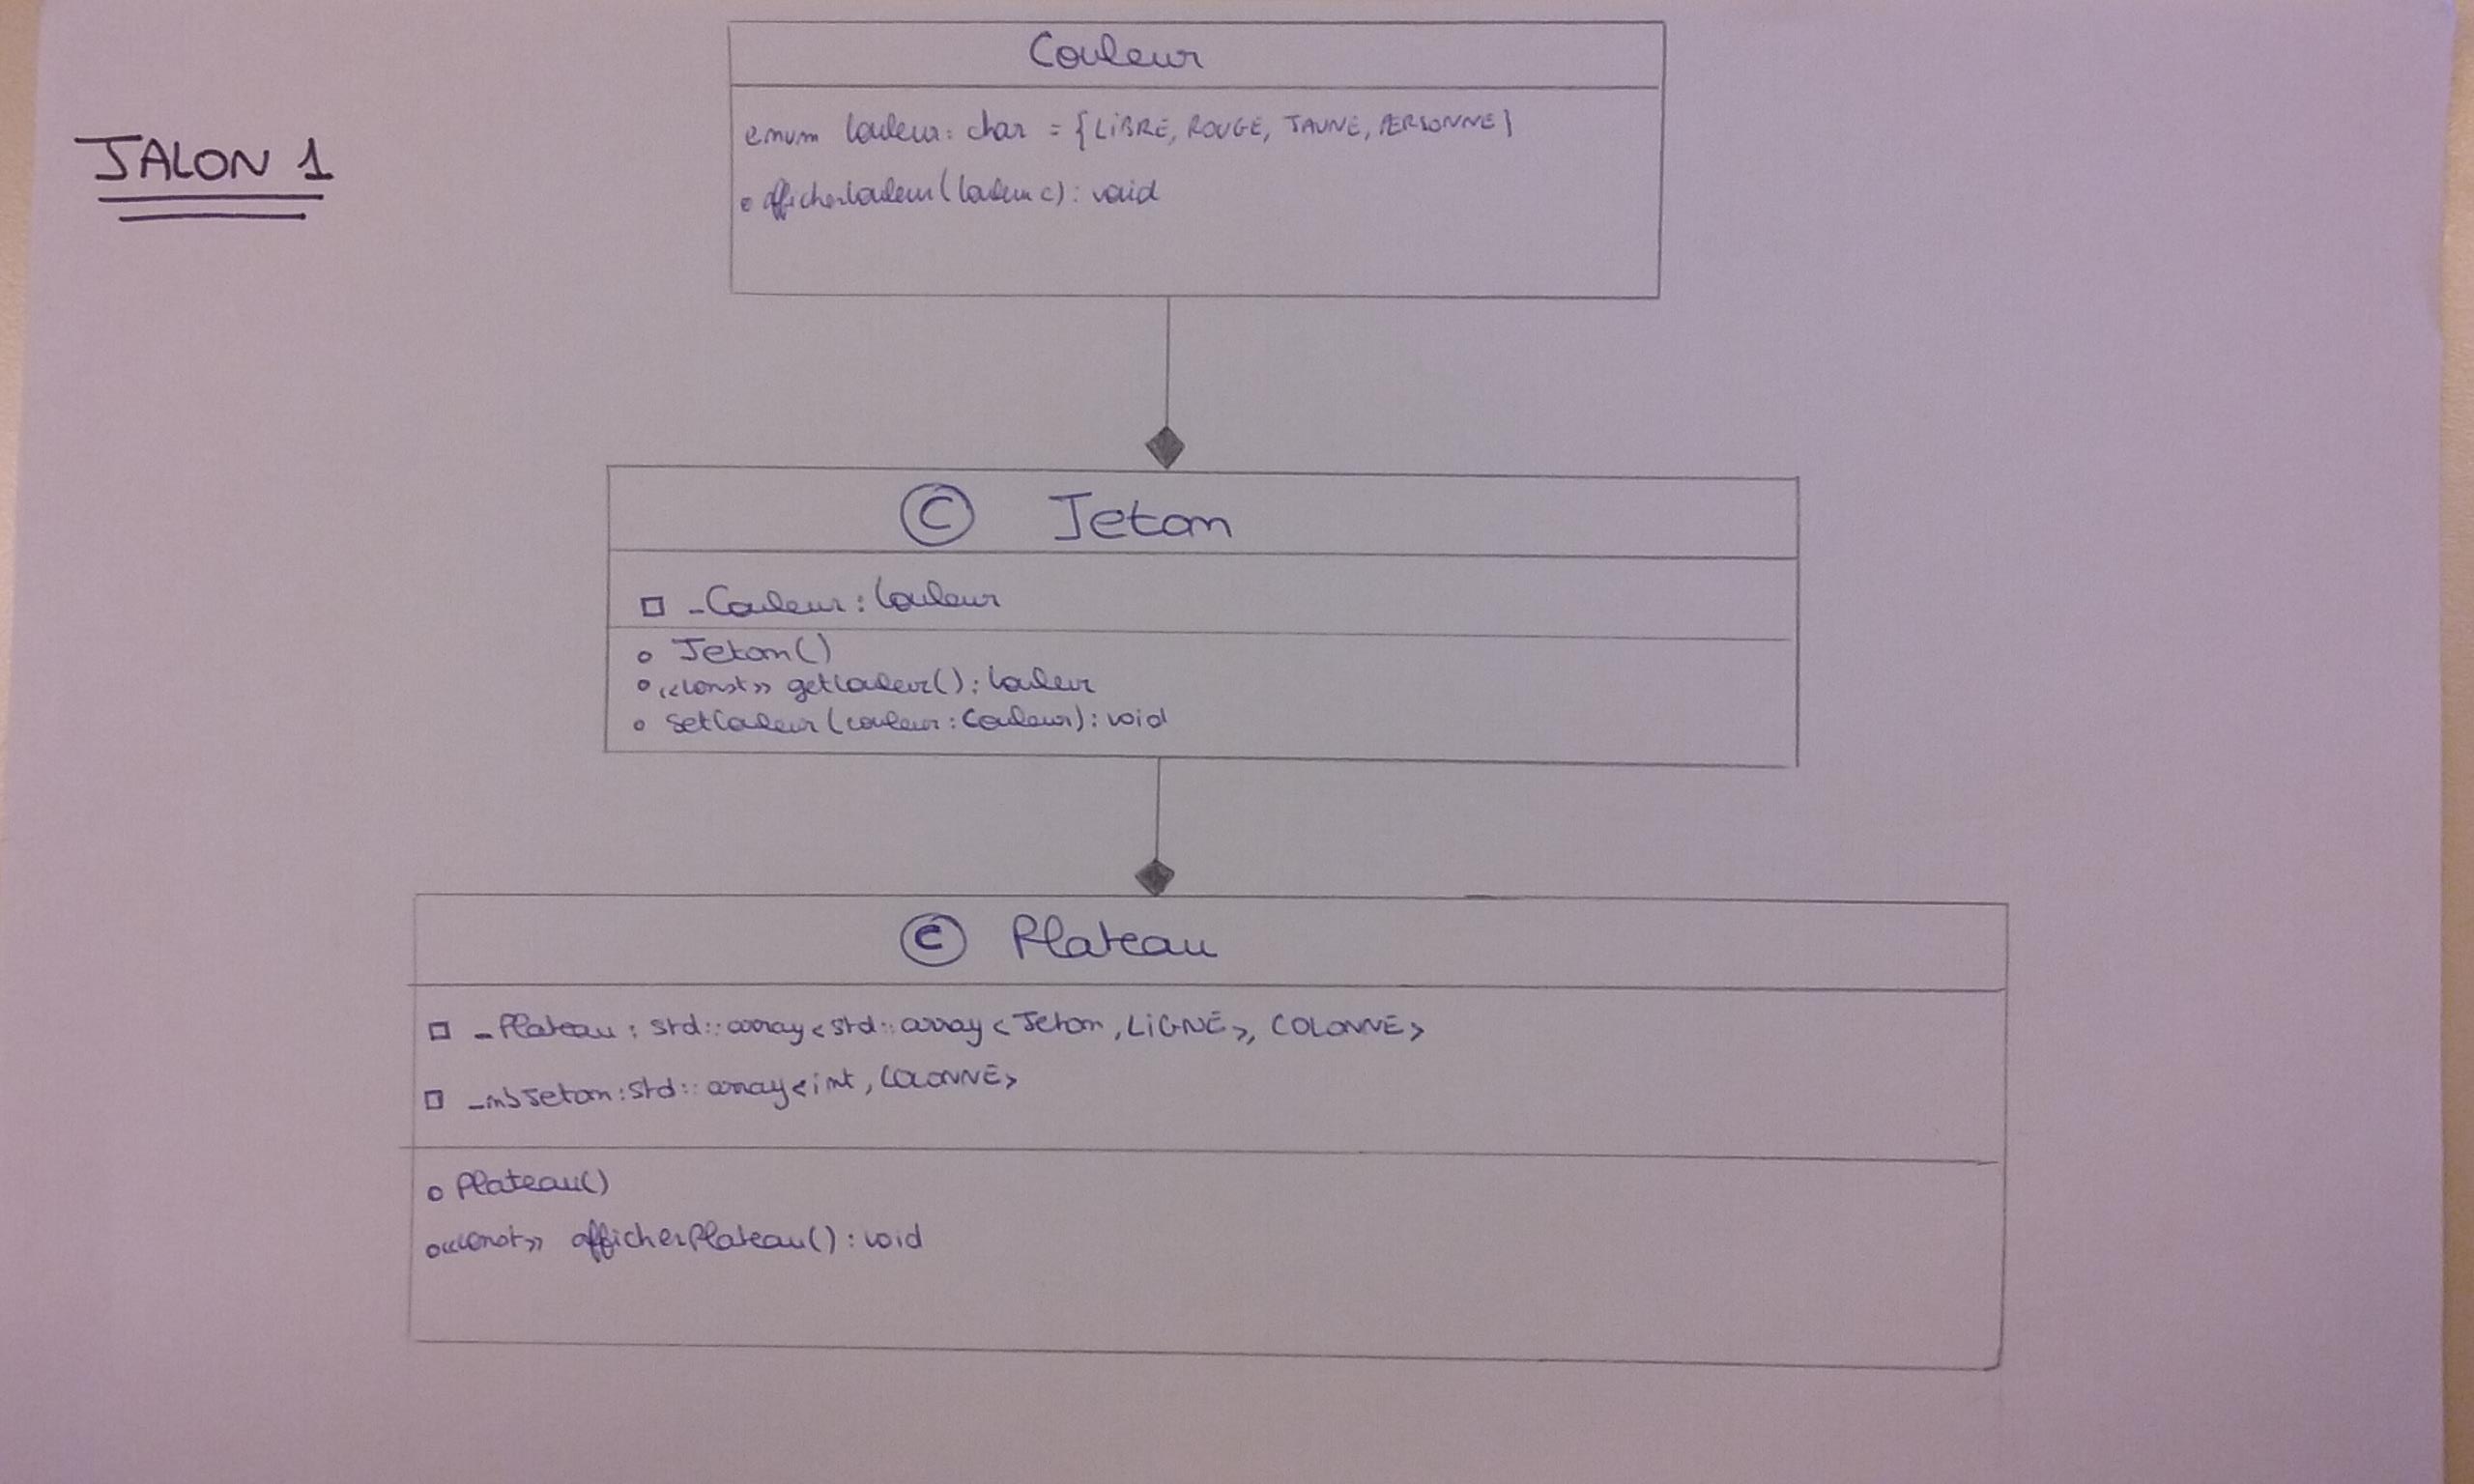 JALON 1
Couleur
enum Couleur: char = {LIBRE, ROUGE, JAUNE, PERSONNE}
afficherCouleur(Couleur c): void
C Jeton
_Couleur: Couleur
Jeton()
<<const>> getCouleur(): Couleur
setCouleur(couleur: Couleur): void
C Plateau
_Plateau: std::array<std::array<Jeton, LIGNE>, COLONNE>
_nbJeton: std::array<int, COLONNE>
Plateau()
<<const>> afficherPlateau(): void